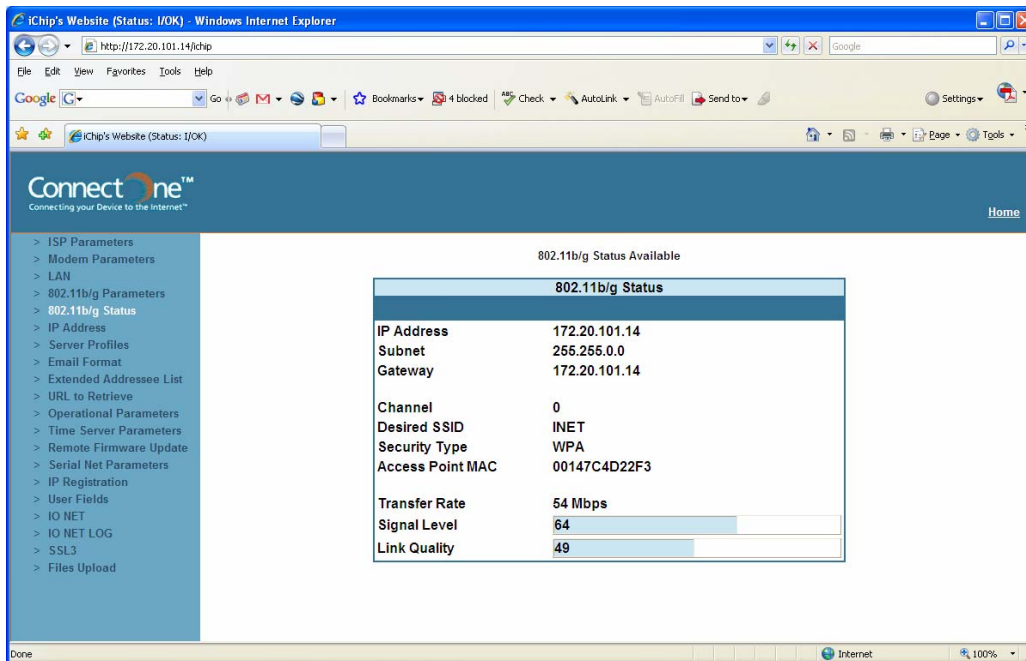 iChip's Website (Status: I/OK) - Windows Internet Explorer
http://172.20.101.14/ichip
Google
File Edit View Favorites Tools Help
Google G Go Bookmarks 4 blocked Check AutoLink AutoFill Send to Settings
iChip's Website (Status: I/OK) Page Tools
ConnectOne™
Connecting your Device to the Internet™
Home
> ISP Parameters
> Modem Parameters
> LAN
> 802.11b/g Parameters
> 802.11b/g Status
> IP Address
> Server Profiles
> Email Format
> Extended Addressee List
> URL to Retrieve
> Operational Parameters
> Time Server Parameters
> Remote Firmware Update
> Serial Net Parameters
> IP Registration
> User Fields
> IO NET
> IO NET LOG
> SSL3
> Files Upload
802.11b/g Status Available
802.11b/g Status
IP Address 172.20.101.14
Subnet 255.255.0.0
Gateway 172.20.101.14
Channel 0
Desired SSID INET
Security Type WPA
Access Point MAC 00147C4D22F3
Transfer Rate 54 Mbps
Signal Level 64
Link Quality 49
Done Internet 100%